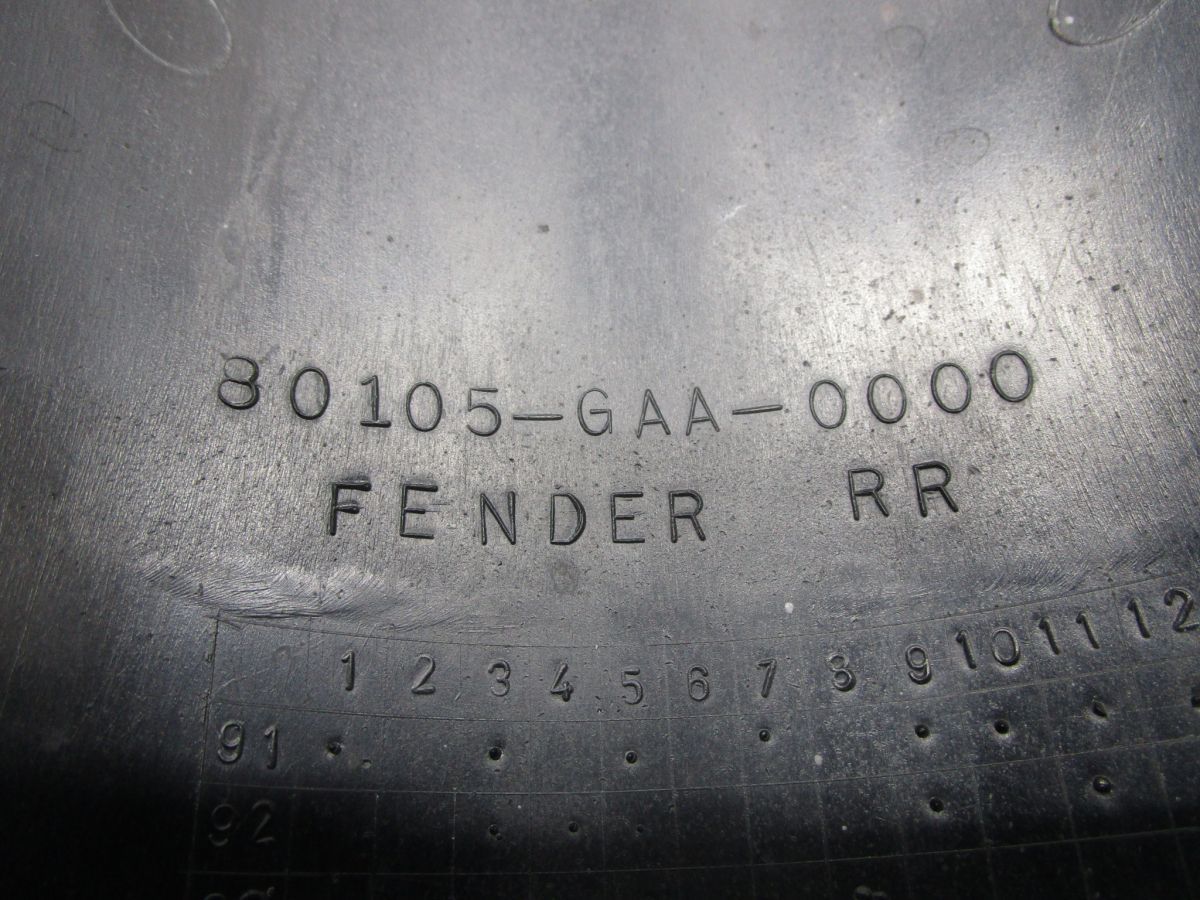 80105-GAA-0000
FENDER RR
1 2 3 4 5 6 7 8 9 10 11 12
91
92